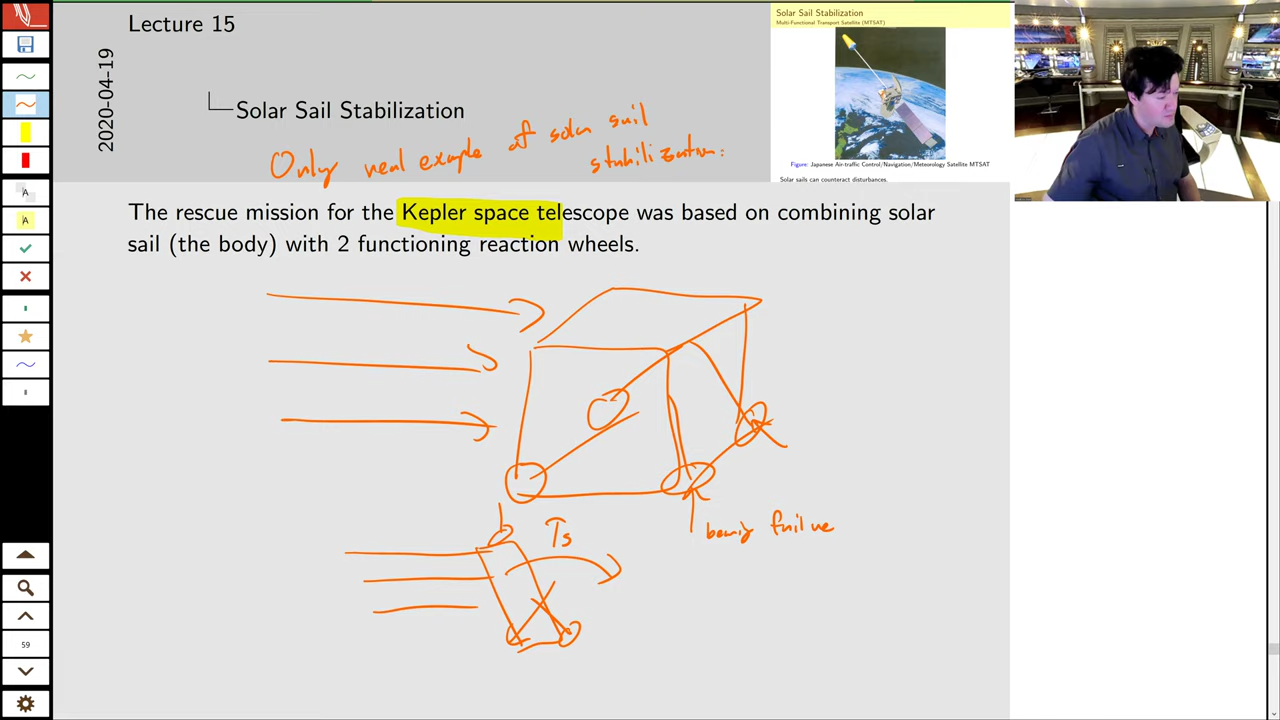 Lecture 15
2020-04-19
Solar Sail Stabilization
Only real example of solar sail
stabilization.
Solar Sail Stabilization
Multi-Functional Transport Satellite (MTSAT)
Figure: Japanese Air-traffic Control/Navigation/Meteorology Satellite MTSAT
Solar sails can counteract disturbances.
The rescue mission for the Kepler space telescope was based on combining solar
sail (the body) with 2 functioning reaction wheels.
bearing failure
Ts
A
A
59